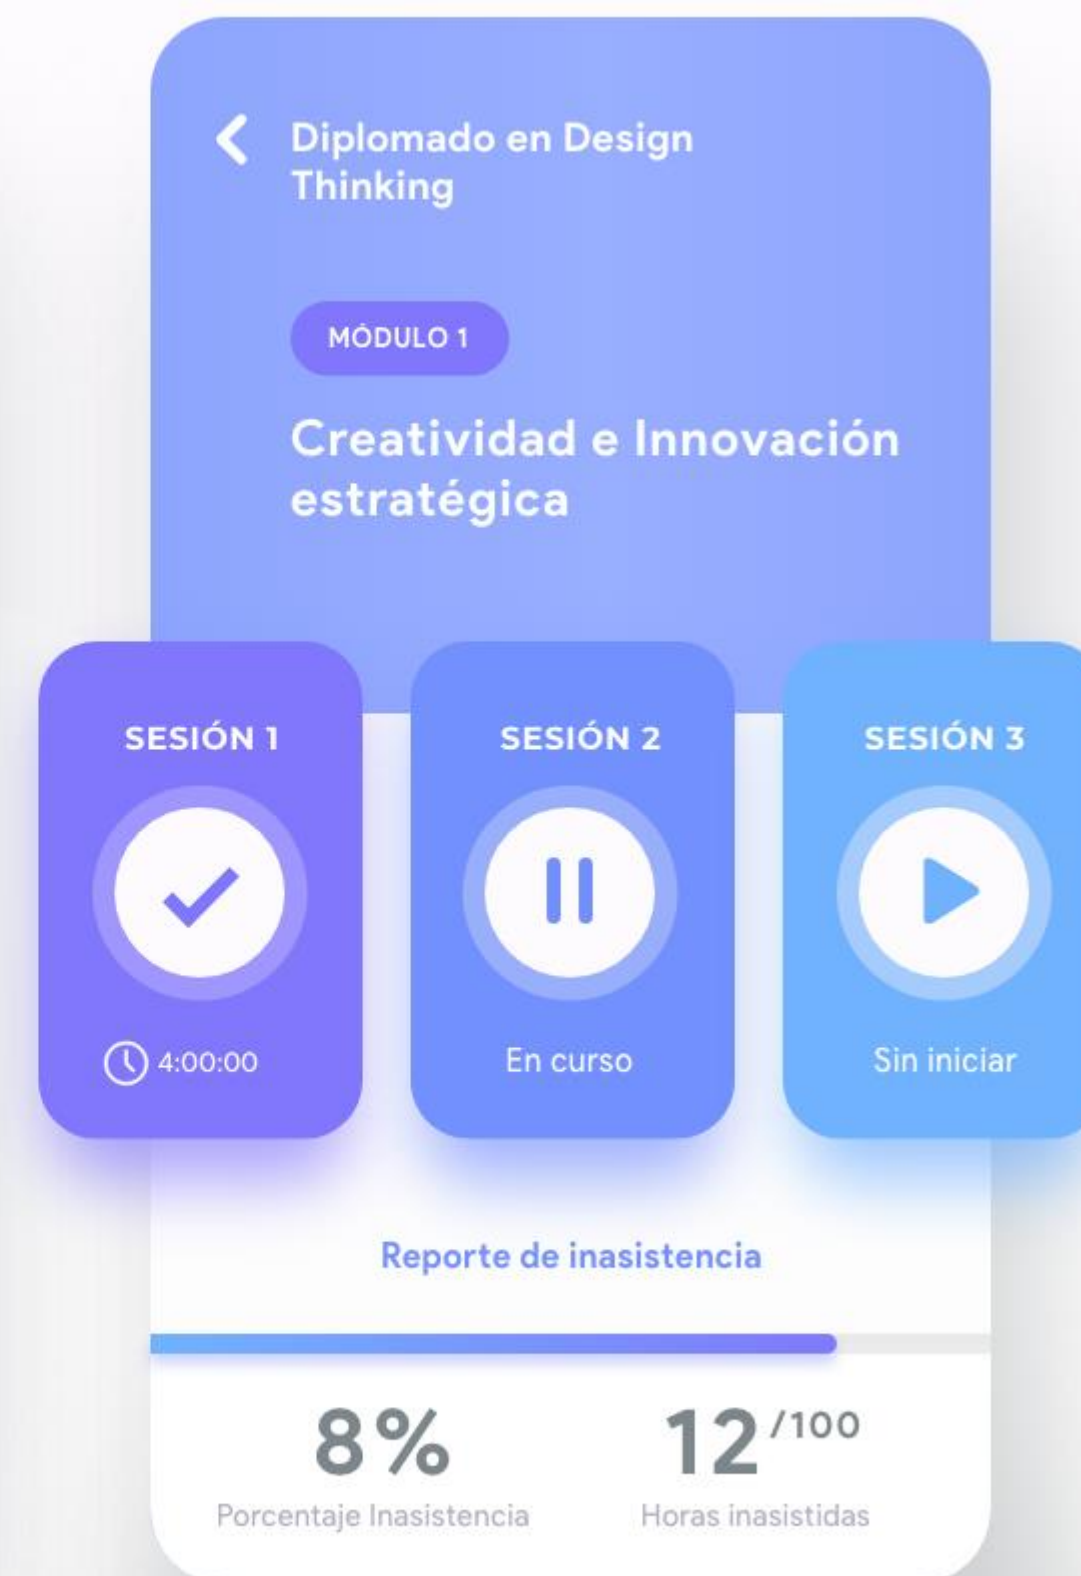 Diplomado en Design
Thinking
MÓDULO 1
Creatividad e Innovación
estratégica
SESIÓN 1
4:00:00
SESIÓN 2
En curso
SESIÓN 3
Sin iniciar
Reporte de inasistencia
8%
Porcentaje Inasistencia
12/100
Horas inasistidas